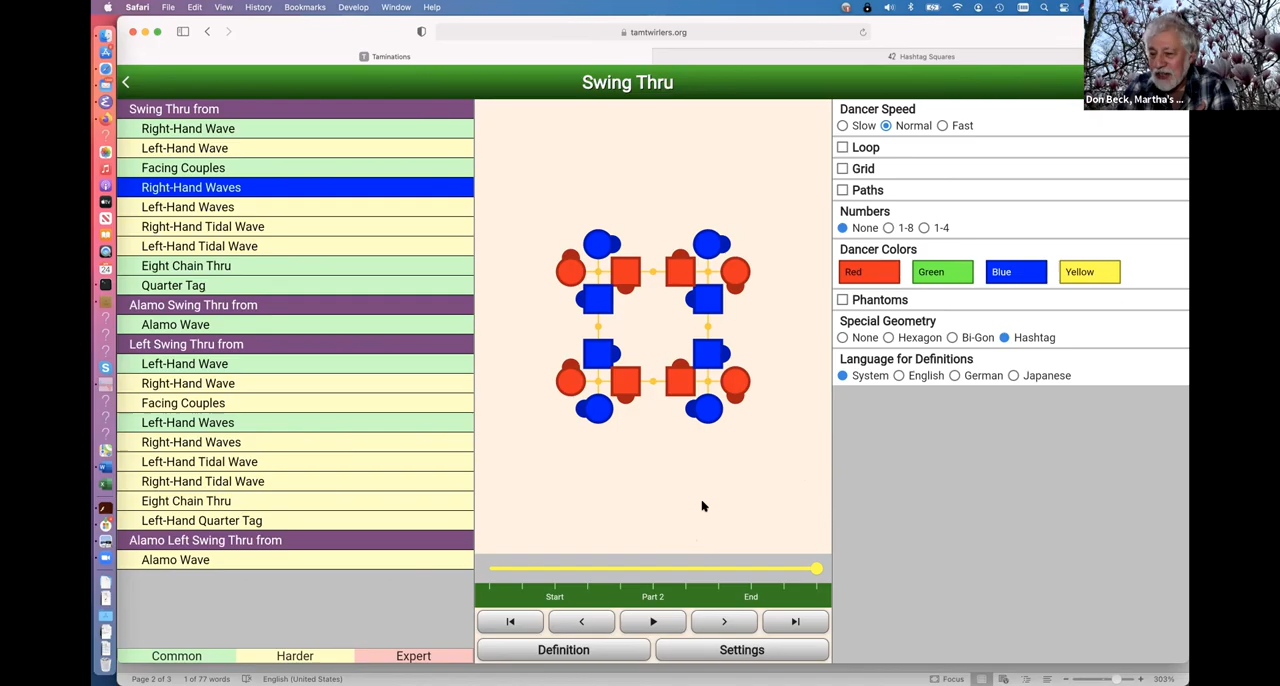 Safari File Edit View History Bookmarks Develop Window Help
tamtwirlers.org
T Taminations
42 Hashtag Squares
Swing Thru
Don Beck, Martha's ...
Swing Thru from
Right-Hand Wave
Left-Hand Wave
Facing Couples
Right-Hand Waves
Left-Hand Waves
Right-Hand Tidal Wave
Left-Hand Tidal Wave
Eight Chain Thru
Quarter Tag
Alamo Swing Thru from
Alamo Wave
Left Swing Thru from
Left-Hand Wave
Right-Hand Wave
Facing Couples
Left-Hand Waves
Right-Hand Waves
Left-Hand Tidal Wave
Right-Hand Tidal Wave
Eight Chain Thru
Left-Hand Quarter Tag
Alamo Left Swing Thru from
Alamo Wave
Common Harder Expert
Start Part 2 End
Definition Settings
Dancer Speed
Slow Normal Fast
Loop
Grid
Paths
Numbers
None 1-8 1-4
Dancer Colors
Red Green Blue Yellow
Phantoms
Special Geometry
None Hexagon Bi-Gon Hashtag
Language for Definitions
System English German Japanese
24
Page 2 of 3 1 of 77 words English (United States) Focus 303%